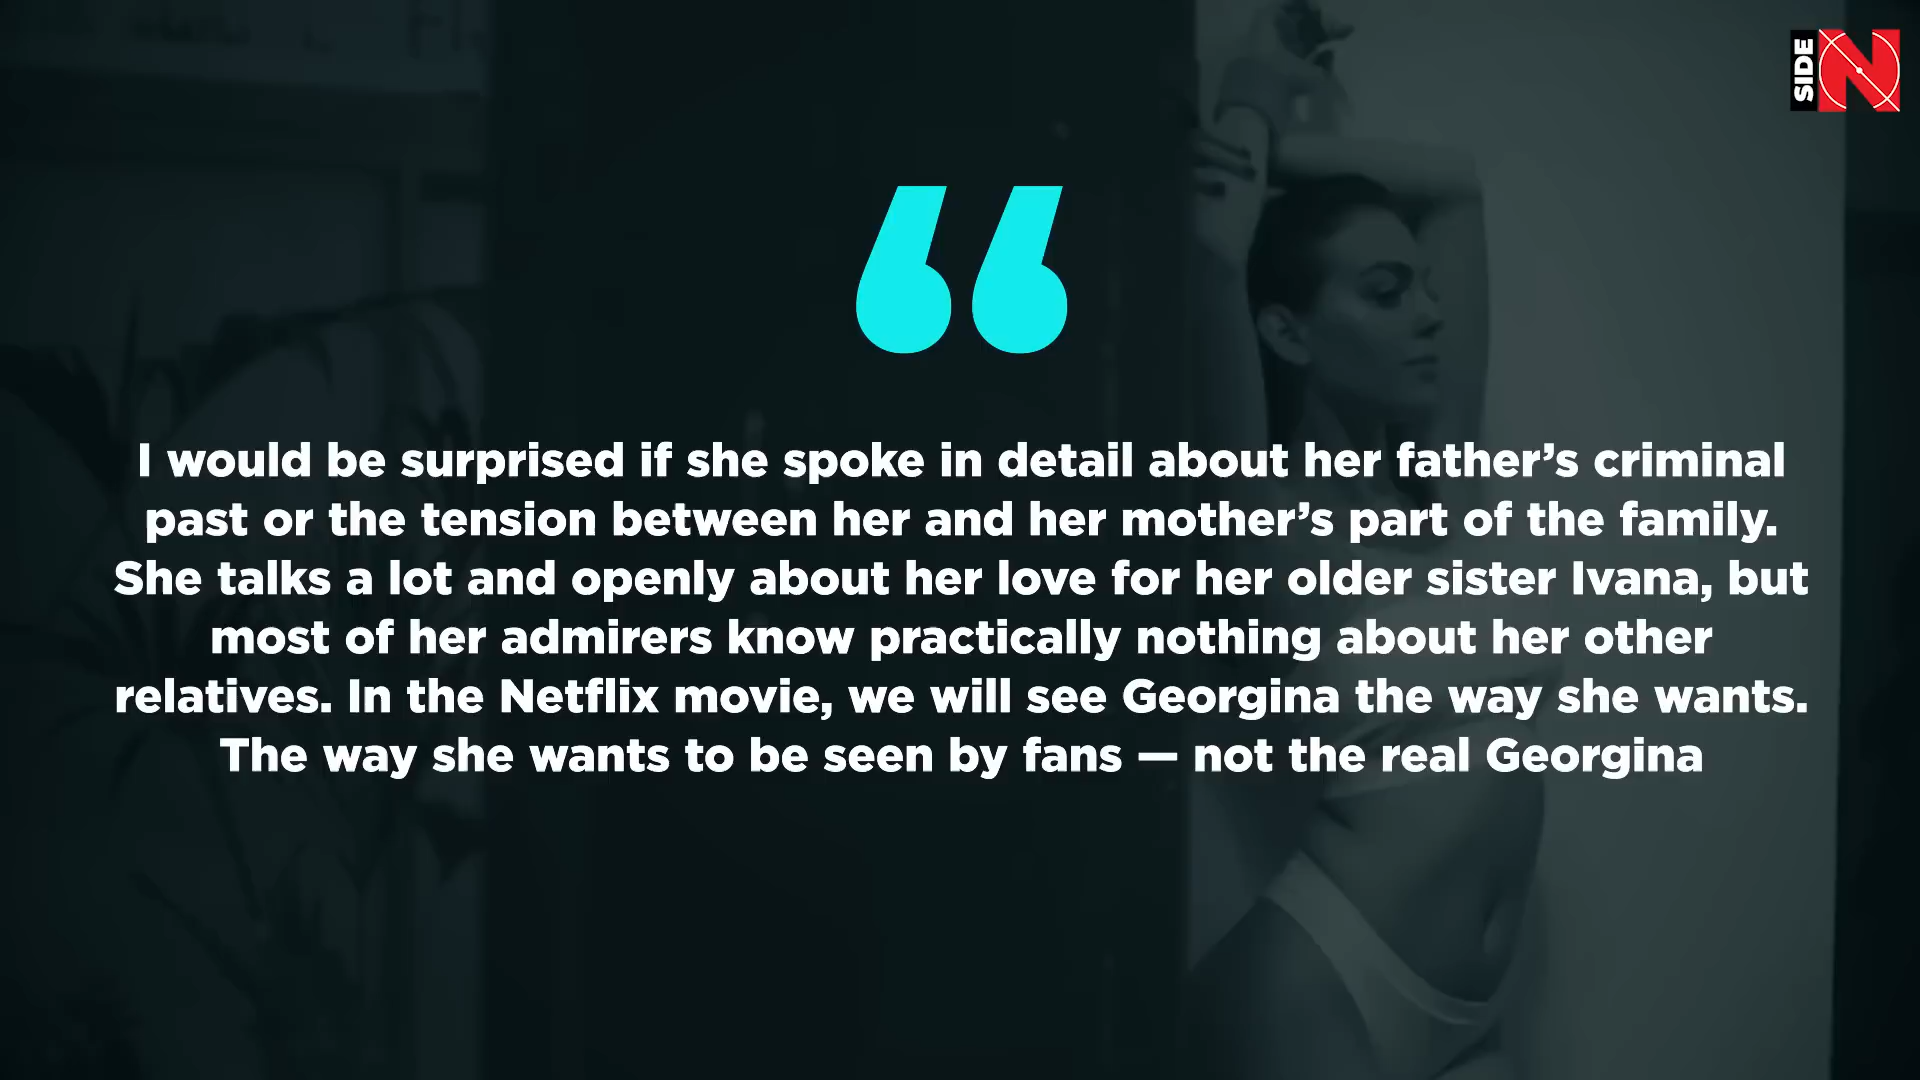 SIDE N
“
I would be surprised if she spoke in detail about her father’s criminal
past or the tension between her and her mother’s part of the family.
She talks a lot and openly about her love for her older sister Ivana, but
most of her admirers know practically nothing about her other
relatives. In the Netflix movie, we will see Georgina the way she wants.
The way she wants to be seen by fans — not the real Georgina